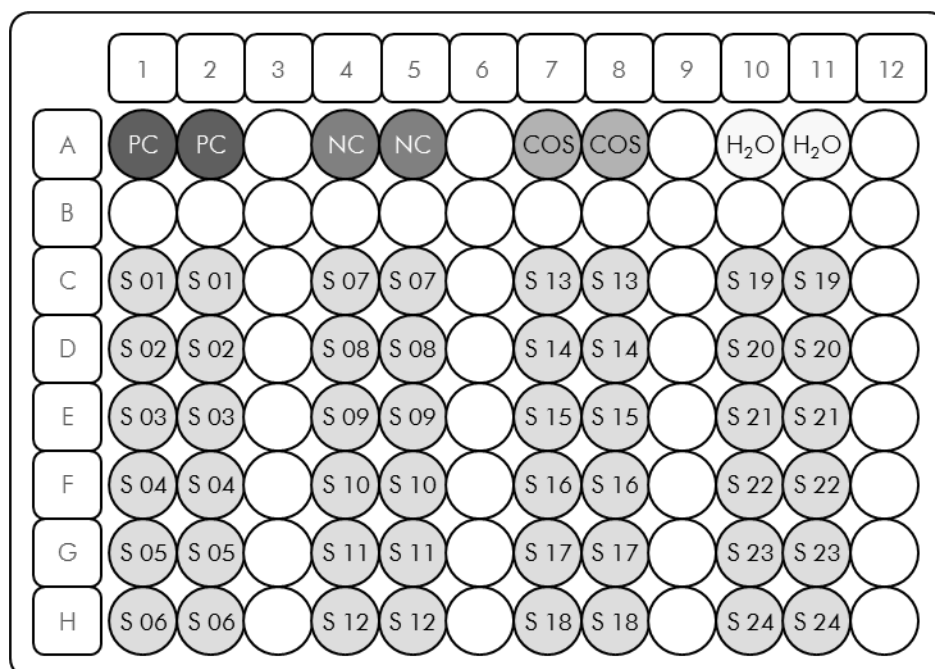 1 2 3 4 5 6 7 8 9 10 11 12
A PC PC NC NC COS COS H₂O H₂O
B
C S 01 S 01 S 07 S 07 S 13 S 13 S 19 S 19
D S 02 S 02 S 08 S 08 S 14 S 14 S 20 S 20
E S 03 S 03 S 09 S 09 S 15 S 15 S 21 S 21
F S 04 S 04 S 10 S 10 S 16 S 16 S 22 S 22
G S 05 S 05 S 11 S 11 S 17 S 17 S 23 S 23
H S 06 S 06 S 12 S 12 S 18 S 18 S 24 S 24